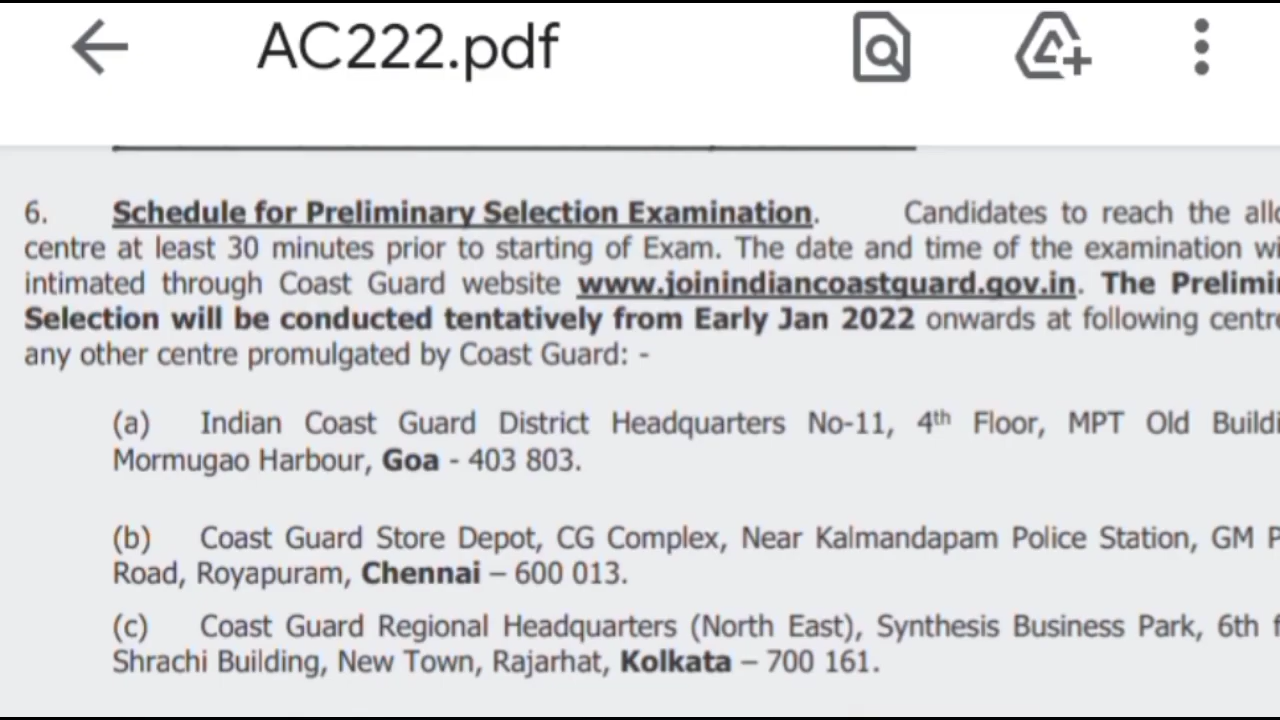 AC222.pdf
6. Schedule for Preliminary Selection Examination. Candidates to reach the
centre at least 30 minutes prior to starting of Exam. The date and time of the examination
intimated through Coast Guard website www.joinindiancoastguard.gov.in. The
Selection will be conducted tentatively from Early Jan 2022 onwards at following
any other centre promulgated by Coast Guard: -
(a) Indian Coast Guard District Headquarters No-11, 4th Floor, MPT Old
Mormugao Harbour, Goa - 403 803.
(b) Coast Guard Store Depot, CG Complex, Near Kalmandapam Police Station, GM
Road, Royapuram, Chennai – 600 013.
(c) Coast Guard Regional Headquarters (North East), Synthesis Business Park, 6th
Shrachi Building, New Town, Rajarhat, Kolkata – 700 161.